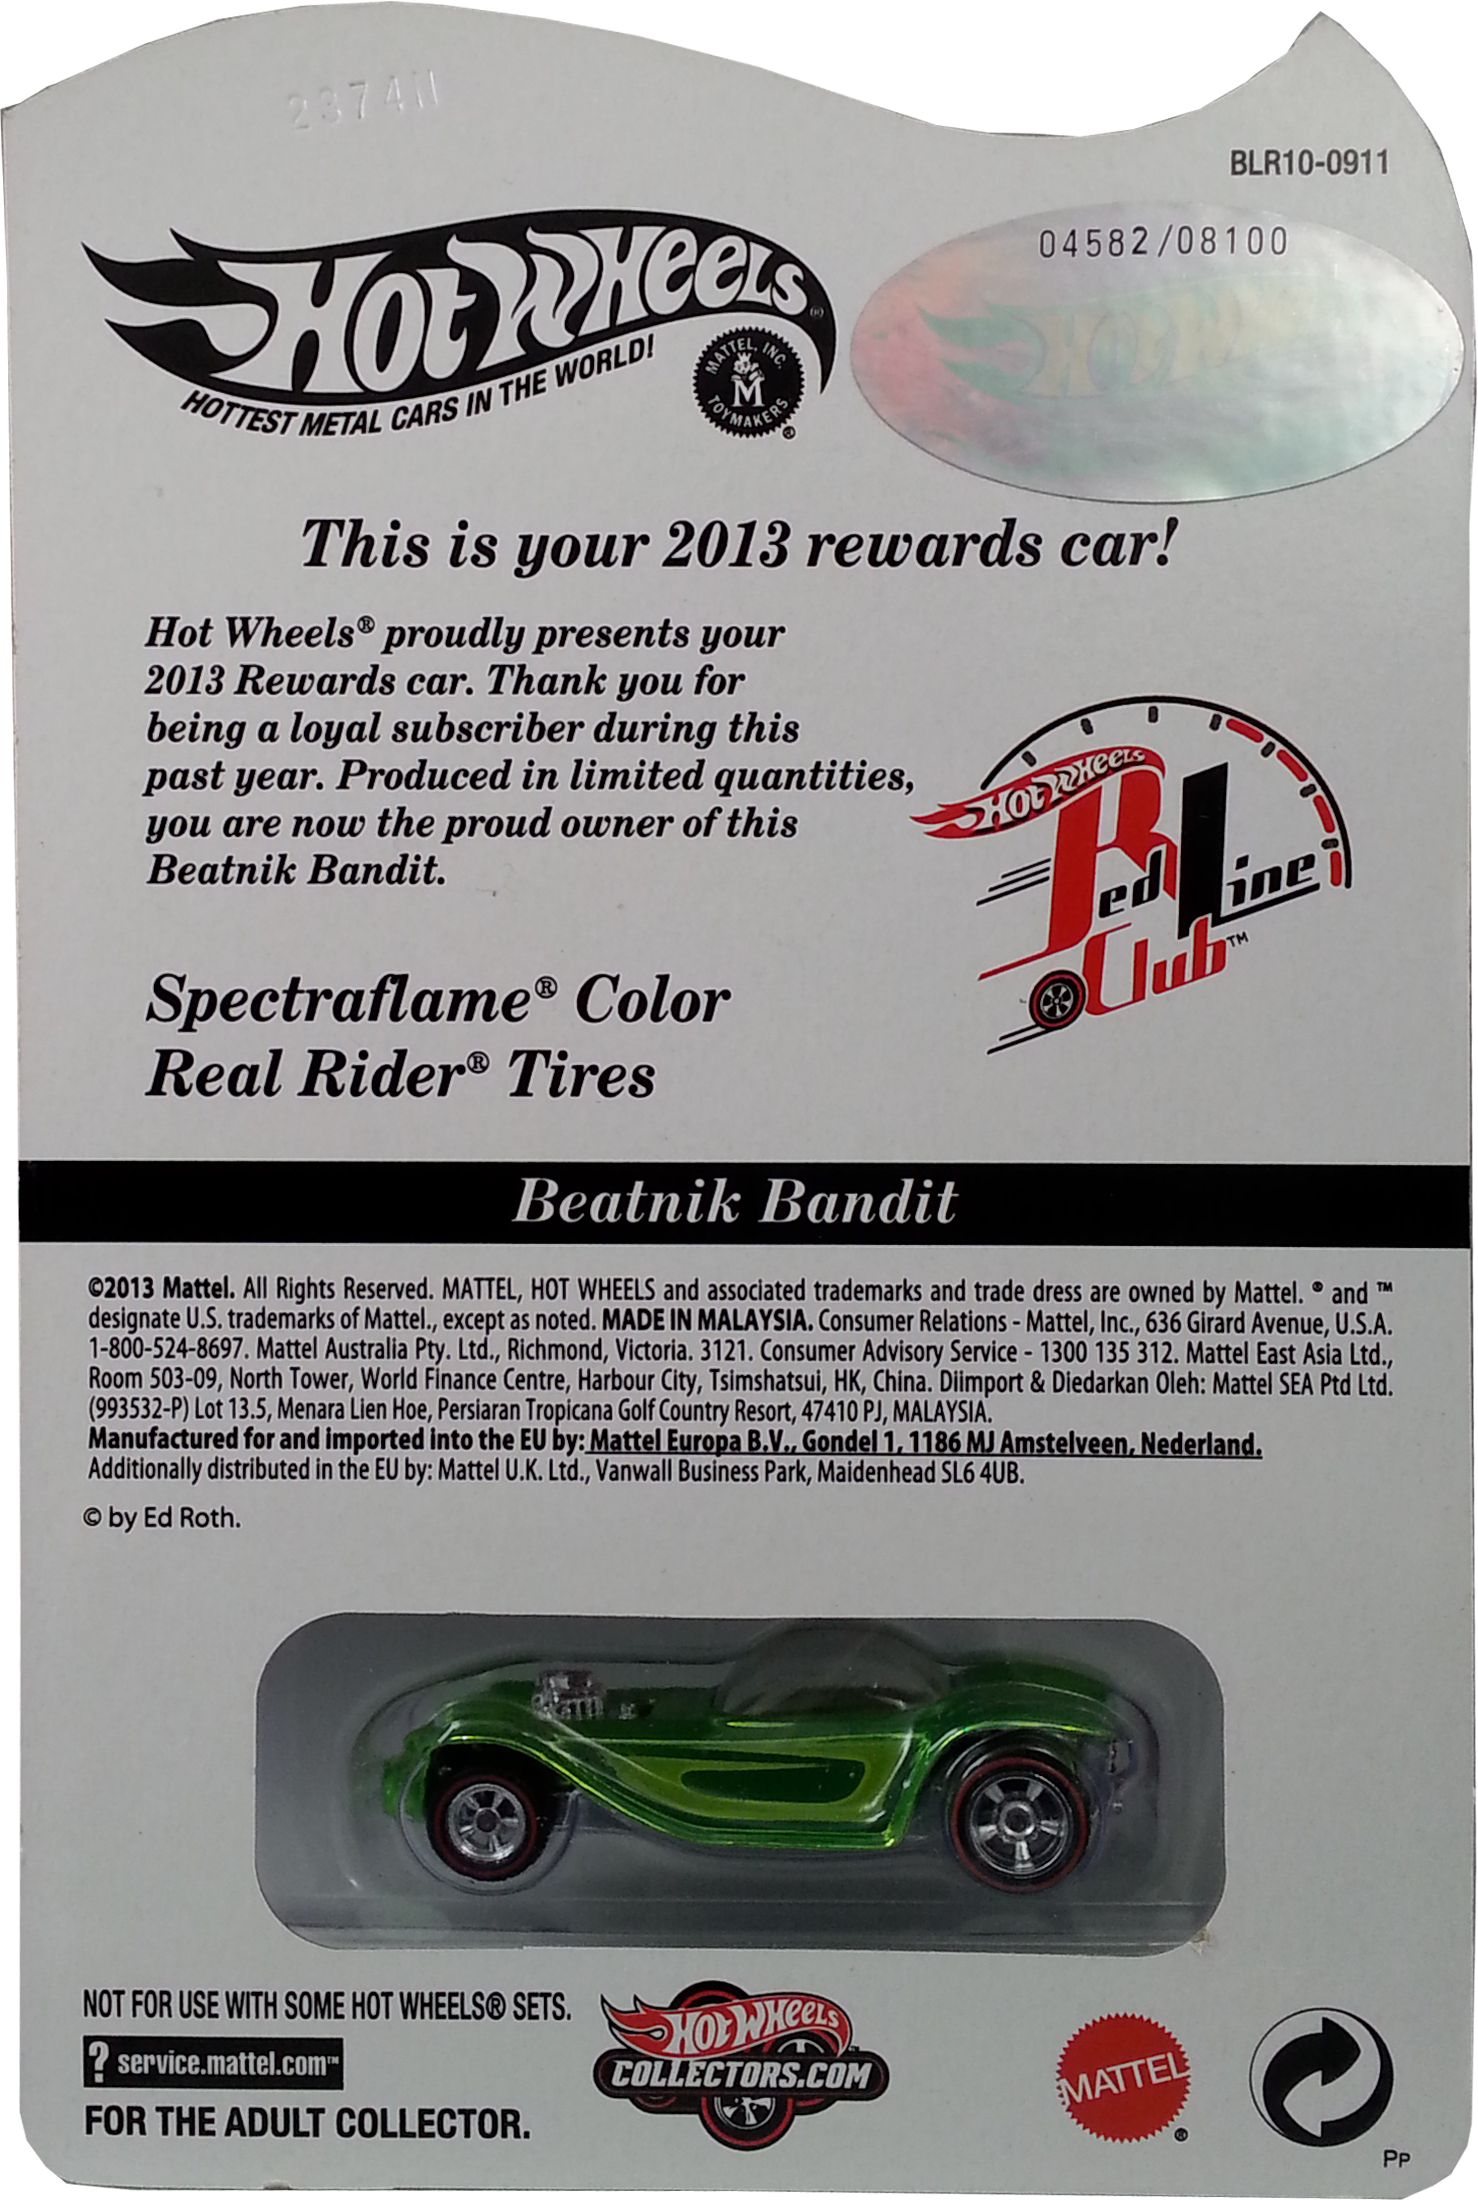 BLR10-0911
04582/08100
HOT WHEELS®
HOTTEST METAL CARS IN THE WORLD!
MATTEL, INC.
M
TOYMAKERS
®
This is your 2013 rewards car!
Hot Wheels® proudly presents your
2013 Rewards car. Thank you for
being a loyal subscriber during this
past year. Produced in limited quantities,
you are now the proud owner of this
Beatnik Bandit.
HOT WHEELS
Red Line
Club™
Spectraflame® Color
Real Rider® Tires
Beatnik Bandit
©2013 Mattel. All Rights Reserved. MATTEL, HOT WHEELS and associated trademarks and trade dress are owned by Mattel. ® and ™
designate U.S. trademarks of Mattel., except as noted. MADE IN MALAYSIA. Consumer Relations - Mattel, Inc., 636 Girard Avenue, U.S.A.
1-800-524-8697. Mattel Australia Pty. Ltd., Richmond, Victoria. 3121. Consumer Advisory Service - 1300 135 312. Mattel East Asia Ltd.,
Room 503-09, North Tower, World Finance Centre, Harbour City, Tsimshatsui, HK, China. Diimport & Diedarkan Oleh: Mattel SEA Ptd Ltd.
(993532-P) Lot 13.5, Menara Lien Hoe, Persiaran Tropicana Golf Country Resort, 47410 PJ, MALAYSIA.
Manufactured for and imported into the EU by: Mattel Europa B.V., Gondel 1, 1186 MJ Amstelveen, Nederland.
Additionally distributed in the EU by: Mattel U.K. Ltd., Vanwall Business Park, Maidenhead SL6 4UB.
© by Ed Roth.
NOT FOR USE WITH SOME HOT WHEELS® SETS.
? service.mattel.com™
FOR THE ADULT COLLECTOR.
HOT WHEELS™
COLLECTORS.COM
MATTEL
®
PP